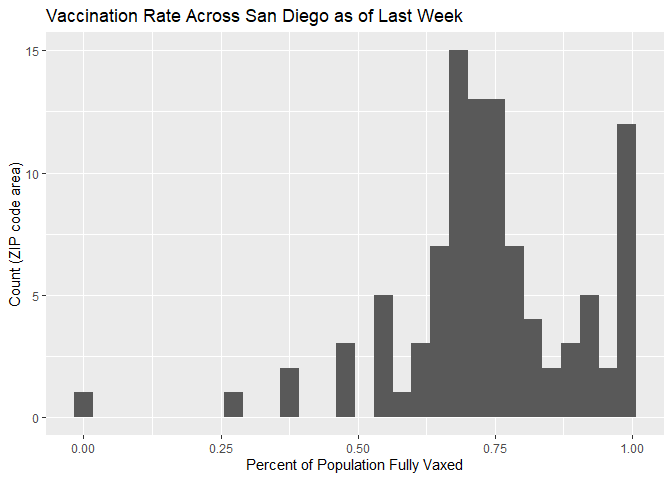 Vaccination Rate Across San Diego as of Last Week
15
10
5
0
Count (ZIP code area)
0.00 0.25 0.50 0.75 1.00
Percent of Population Fully Vaxed